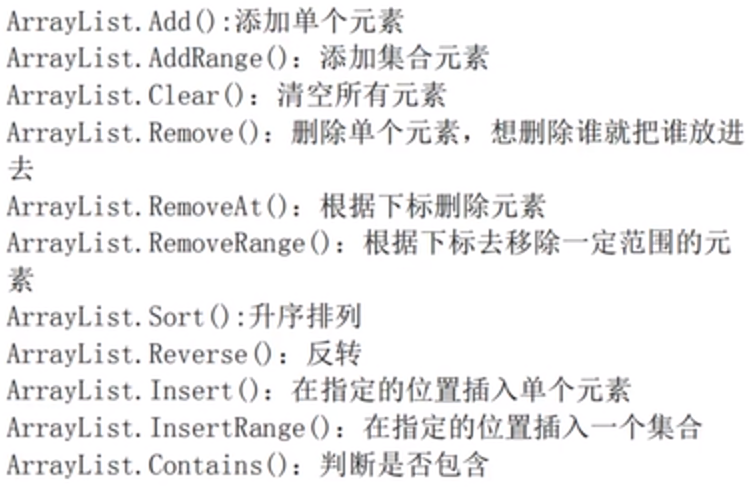 ArrayList.Add():添加单个元素
ArrayList.AddRange(): 添加集合元素
ArrayList.Clear(): 清空所有元素
ArrayList.Remove(): 删除单个元素，想删除谁就把谁放进
去
ArrayList.RemoveAt(): 根据下标删除元素
ArrayList.RemoveRange(): 根据下标去移除一定范围的元
素
ArrayList.Sort():升序排列
ArrayList.Reverse(): 反转
ArrayList.Insert(): 在指定的位置插入单个元素
ArrayList.InsertRange(): 在指定的位置插入一个集合
ArrayList.Contains(): 判断是否包含